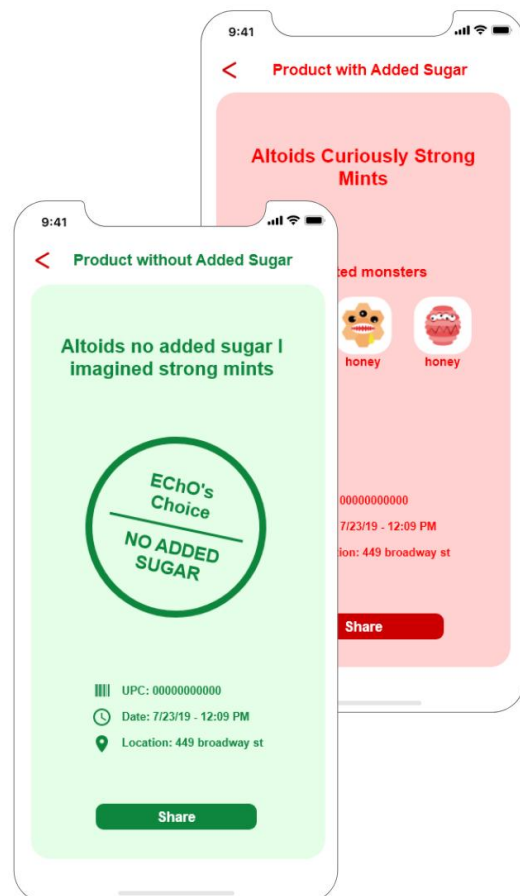 9:41
Product with Added Sugar
Altoids Curiously Strong
Mints
monsters
honey
honey
00000000000
7/23/19 - 12:09 PM
449 broadway st
Share
9:41
Product without Added Sugar
Altoids no added sugar I
imagined strong mints
EChO's
Choice
NO ADDED
SUGAR
UPC: 00000000000
Date: 7/23/19 - 12:09 PM
Location: 449 broadway st
Share